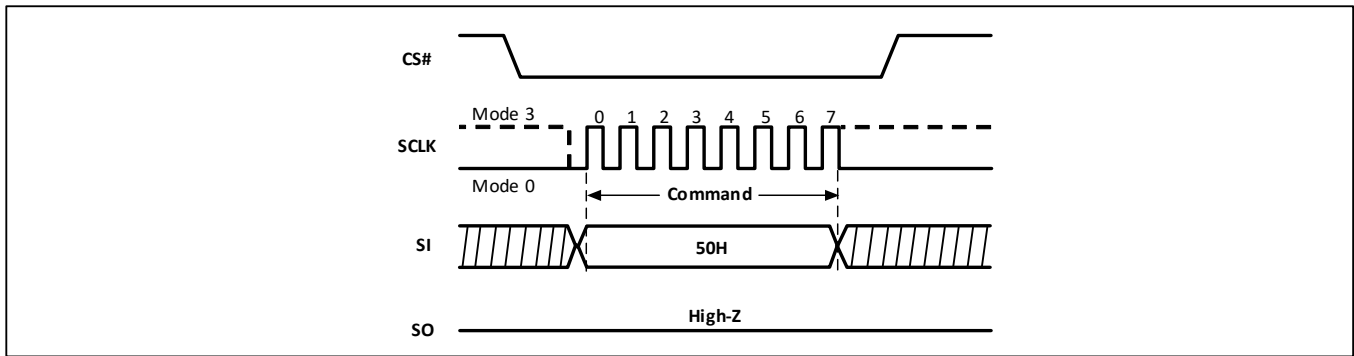 CS#
Mode 3
0 1 2 3 4 5 6 7
SCLK
Mode 0
Command
SI
50H
High-Z
SO